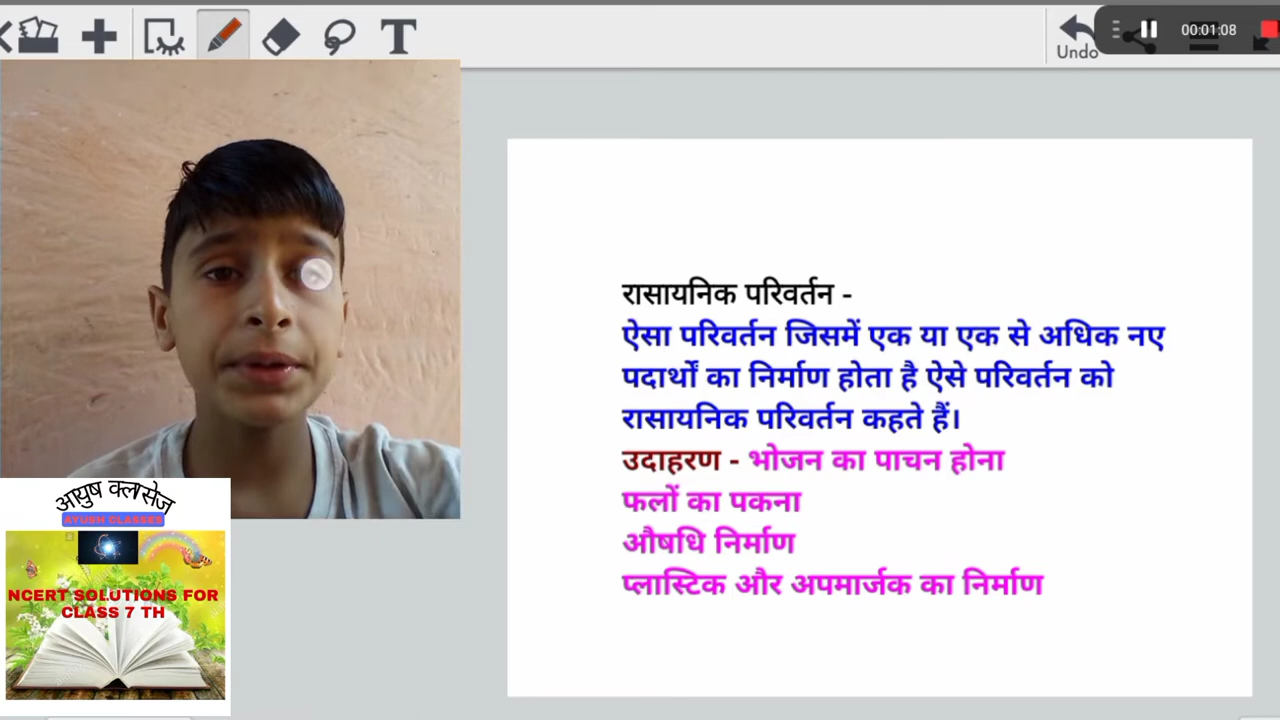 T
Undo
00:01:08
रासायनिक परिवर्तन -
ऐसा परिवर्तन जिसमें एक या एक से अधिक नए
पदार्थों का निर्माण होता है ऐसे परिवर्तन को
रासायनिक परिवर्तन कहते हैं।
उदाहरण - भोजन का पाचन होना
फलों का पकना
औषधि निर्माण
प्लास्टिक और अपमार्जक का निर्माण
आयुष क्लासेज
AYUSH CLASSES
NCERT SOLUTIONS FOR
CLASS 7 TH